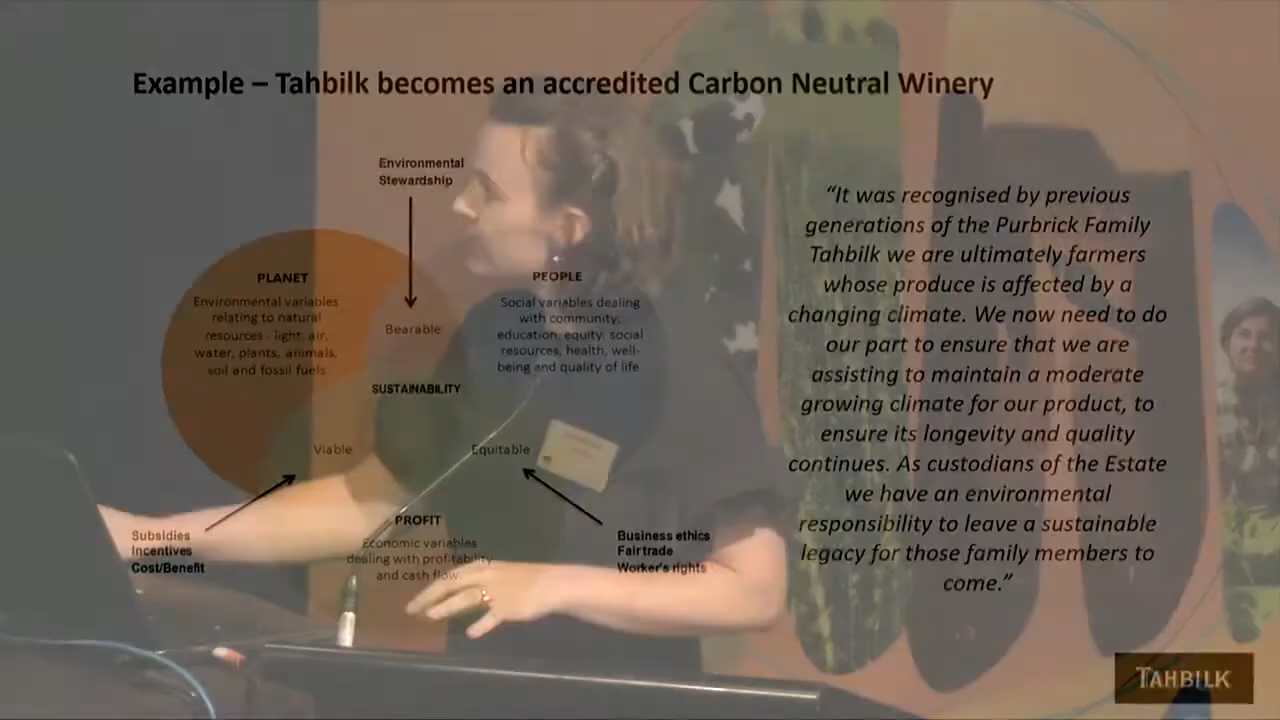 Example – Tahbilk becomes an accredited Carbon Neutral Winery
Environmental
Stewardship
PLANET
Environmental variables
relating to natural
resources - light, air,
water, plants, animals,
soil and fossil fuels
Bearable
PEOPLE
Social variables dealing
with community,
education, equity, social
resources, health, well-
being and quality of life
SUSTAINABILITY
Viable
Equitable
PROFIT
Economic variables
dealing with profitability
and cash flow
Subsidies
Incentives
Cost/Benefit
Business ethics
Fair trade
Worker's rights
“It was recognised by previous
generations of the Purbrick Family
Tahbilk we are ultimately farmers
whose produce is affected by a
changing climate. We now need to do
our part to ensure that we are
assisting to maintain a moderate
growing climate for our product, to
ensure its longevity and quality
continues. As custodians of the Estate
we have an environmental
responsibility to leave a sustainable
legacy for those family members to
come.”
TAHBILK